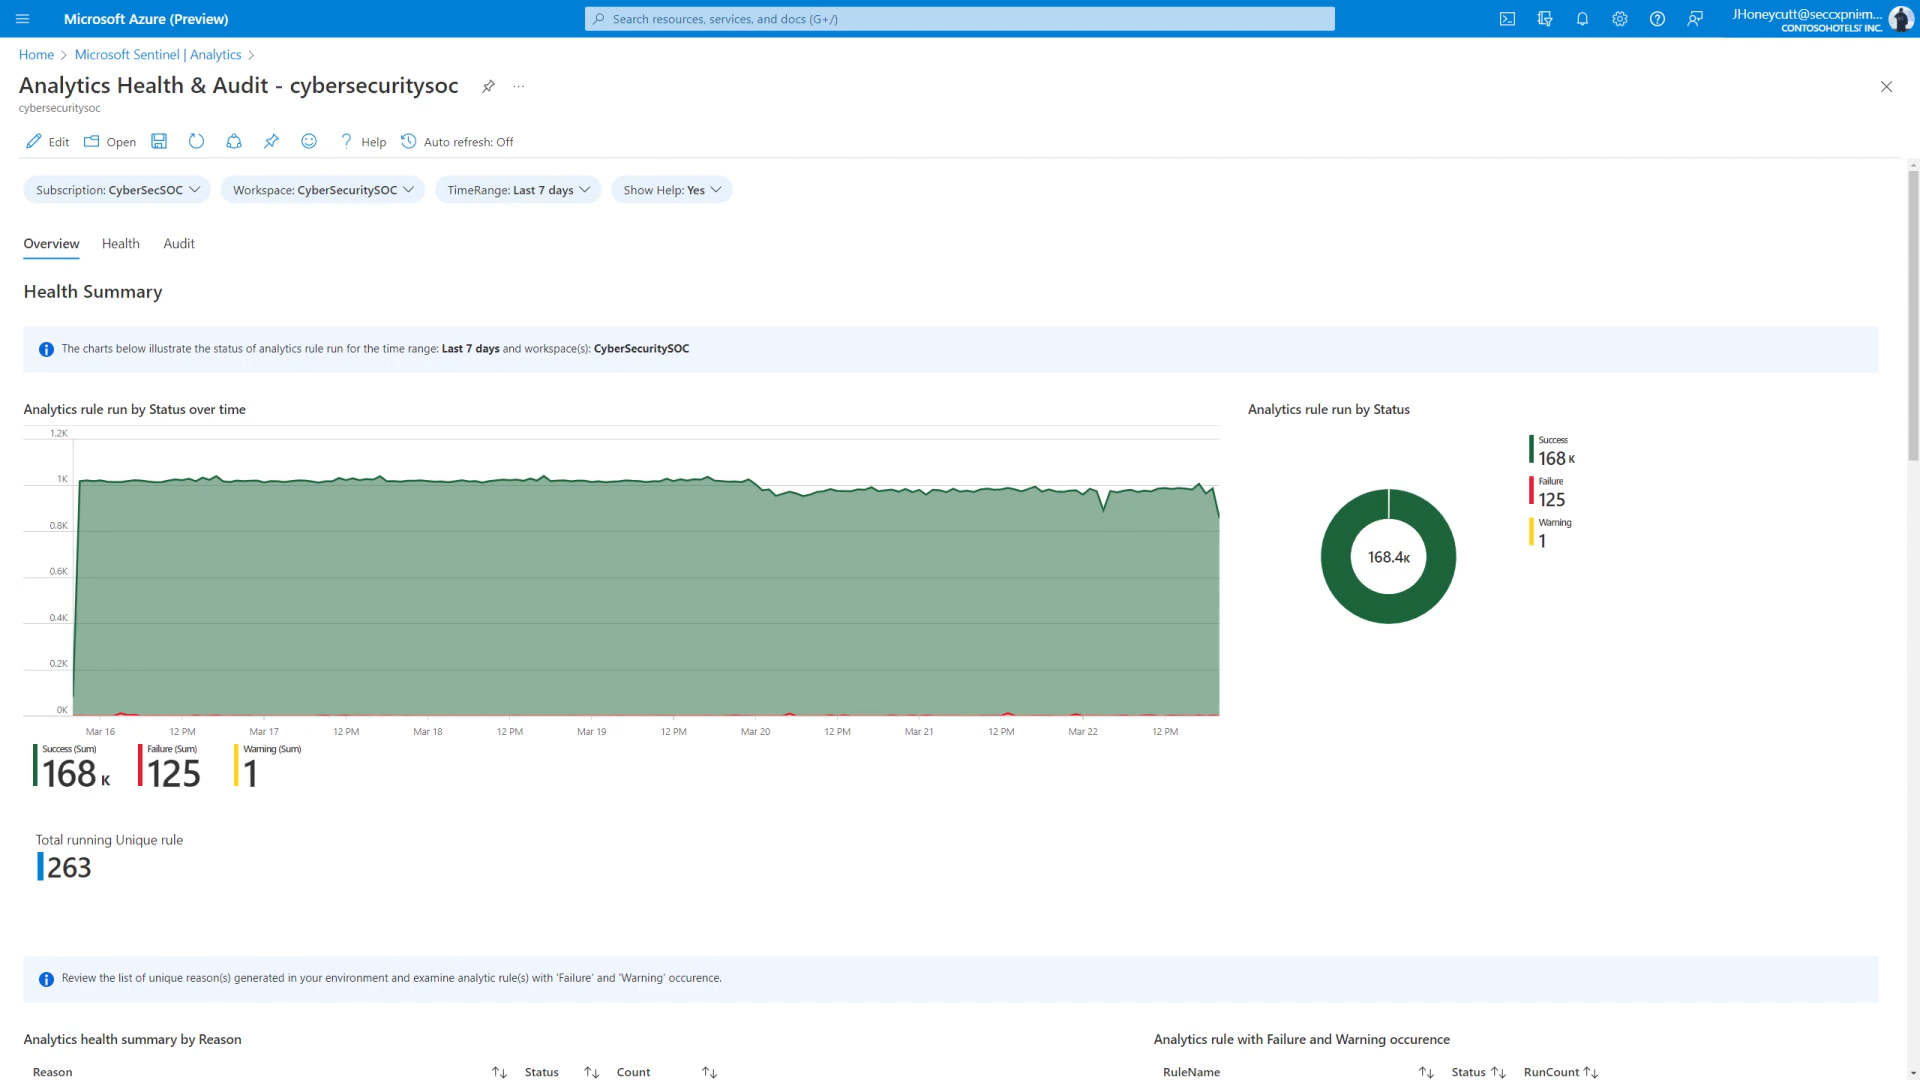 Microsoft Azure (Preview)
Search resources, services, and docs (G+/)
CONTOSOHOTELS, INC.
Home > Microsoft Sentinel | Analytics >
Analytics Health & Audit - cybersecuritysoc
cybersecuritysoc
Edit Open Help Auto refresh: Off
Subscription: CyberSecSOC Workspace: CyberSecuritySOC TimeRange: Last 7 days Show Help: Yes
Overview Health Audit
Health Summary
The charts below illustrate the status of analytics rule run for the time range: Last 7 days and workspace(s): CyberSecuritySOC
Analytics rule run by Status over time
1.2K
1K
0.8K
0.6K
0.4K
0.2K
0K
Mar 16 12 PM Mar 17 12 PM Mar 18 12 PM Mar 19 12 PM Mar 20 12 PM Mar 21 12 PM Mar 22 12 PM
Success (Sum) Failure (Sum) Warning (Sum)
168 K 125 1
Analytics rule run by Status
168.4K
Success
168 K
Failure
125
Warning
1
Total running Unique rule
263
Review the list of unique reason(s) generated in your environment and examine analytic rule(s) with 'Failure' and 'Warning' occurence.
Analytics health summary by Reason
Reason Status Count
Analytics rule with Failure and Warning occurence
RuleName Status RunCount